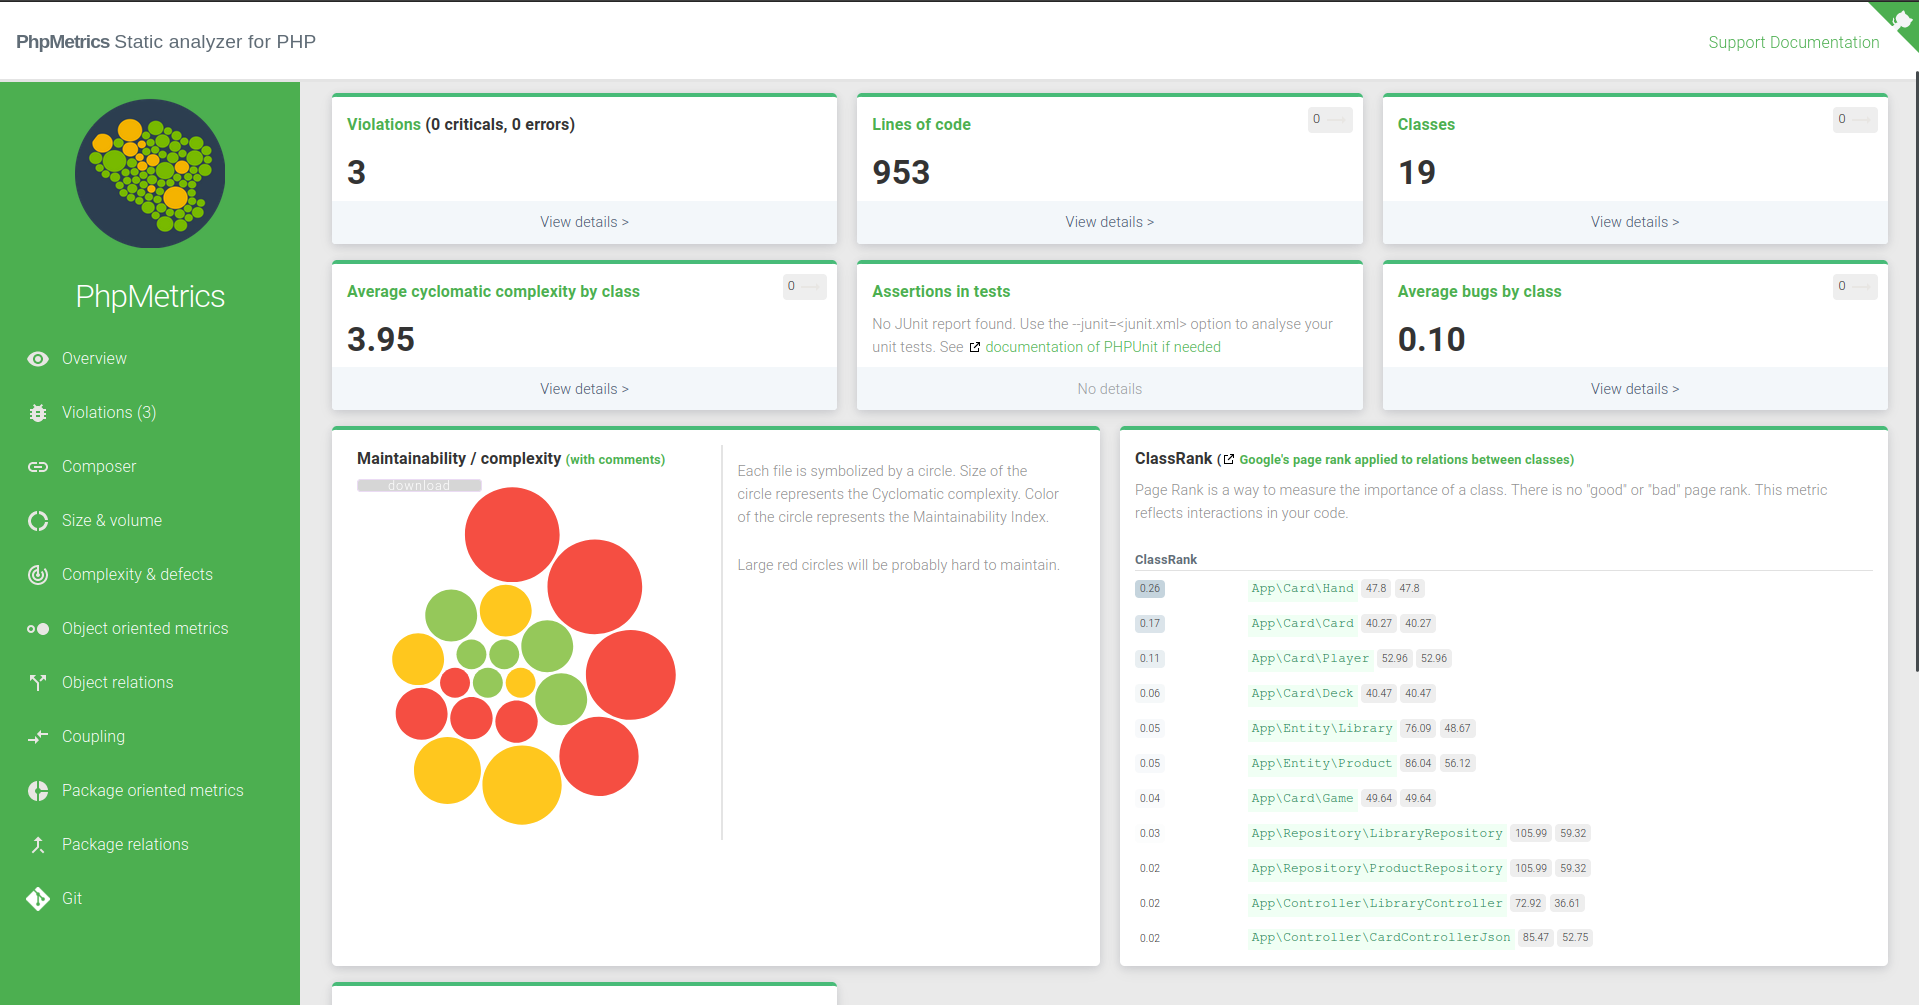 PhpMetrics Static analyzer for PHP
Support Documentation
PhpMetrics
Overview
Violations (3)
Composer
Size & volume
Complexity & defects
Object oriented metrics
Object relations
Coupling
Package oriented metrics
Package relations
Git
Violations (0 criticals, 0 errors)
3
View details >
Lines of code
0
953
View details >
Classes
0
19
View details >
Average cyclomatic complexity by class
0
3.95
View details >
Assertions in tests
No JUnit report found. Use the --junit=<junit.xml> option to analyse your
unit tests. See documentation of PHPUnit if needed
No details
Average bugs by class
0
0.10
View details >
Maintainability / complexity (with comments)
download
Each file is symbolized by a circle. Size of the
circle represents the Cyclomatic complexity. Color
of the circle represents the Maintainability Index.
Large red circles will be probably hard to maintain.
ClassRank ( Google's page rank applied to relations between classes)
Page Rank is a way to measure the importance of a class. There is no "good" or "bad" page rank. This metric
reflects interactions in your code.
ClassRank
0.26 App\Card\Hand 47.8 47.8
0.17 App\Card\Card 40.27 40.27
0.11 App\Card\Player 52.96 52.96
0.06 App\Card\Deck 40.47 40.47
0.05 App\Entity\Library 76.09 48.67
0.05 App\Entity\Product 86.04 56.12
0.04 App\Card\Game 49.64 49.64
0.03 App\Repository\LibraryRepository 105.99 59.32
0.02 App\Repository\ProductRepository 105.99 59.32
0.02 App\Controller\LibraryController 72.92 36.61
0.02 App\Controller\CardControllerJson 85.47 52.75